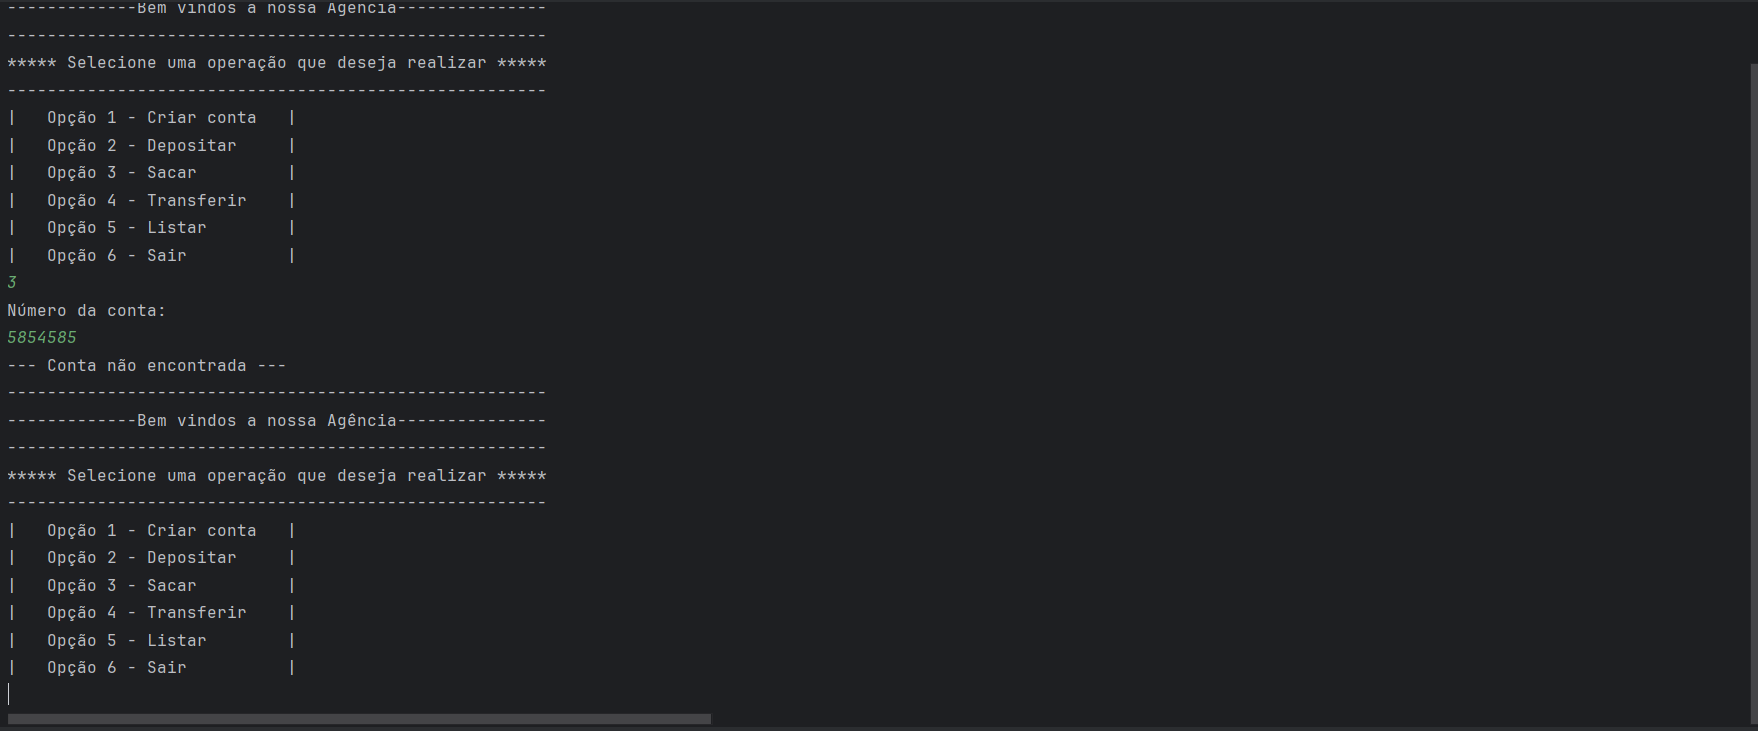 -------------Bem vindos a nossa Agência---------------
------------------------------------------------------
***** Selecione uma operação que deseja realizar *****
------------------------------------------------------
|   Opção 1 - Criar conta   |
|   Opção 2 - Depositar     |
|   Opção 3 - Sacar         |
|   Opção 4 - Transferir    |
|   Opção 5 - Listar        |
|   Opção 6 - Sair          |
3
Número da conta:
5854585
--- Conta não encontrada ---
------------------------------------------------------
-------------Bem vindos a nossa Agência---------------
------------------------------------------------------
***** Selecione uma operação que deseja realizar *****
------------------------------------------------------
|   Opção 1 - Criar conta   |
|   Opção 2 - Depositar     |
|   Opção 3 - Sacar         |
|   Opção 4 - Transferir    |
|   Opção 5 - Listar        |
|   Opção 6 - Sair          |